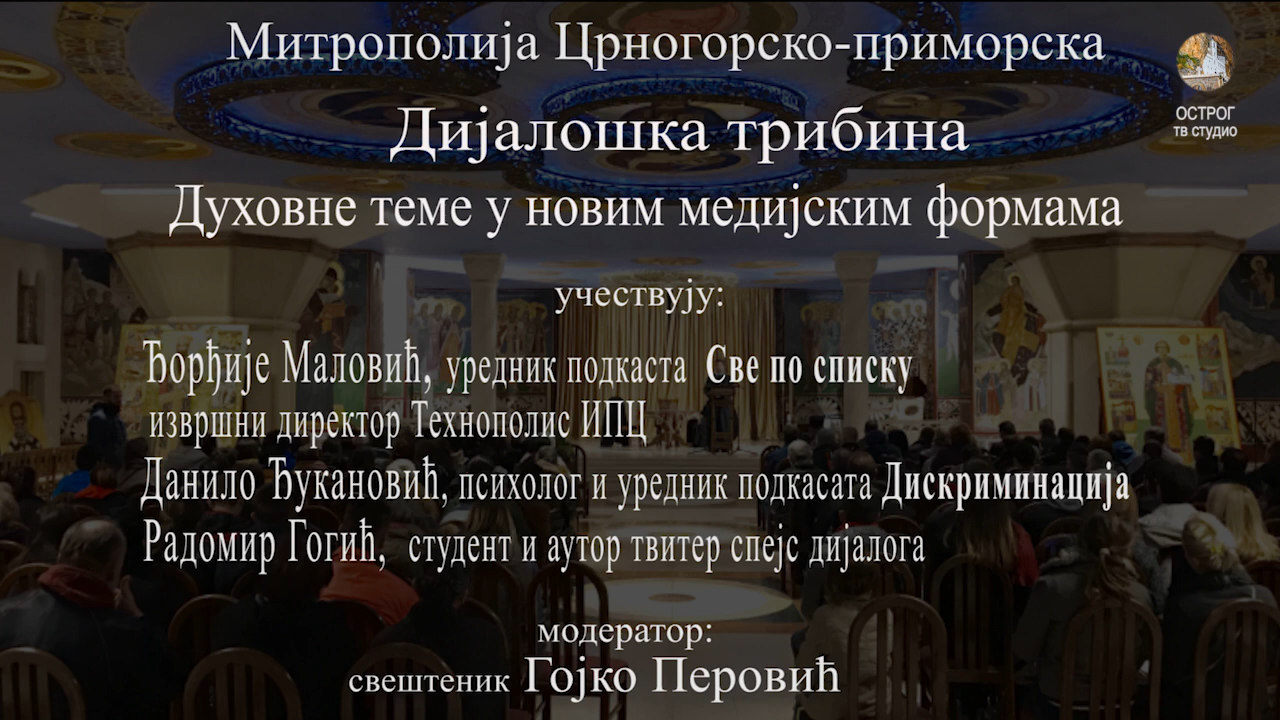 Митрополија Црногорско-приморска
Дијалошка трибина
ОСТРОГ
ТВ СТУДИО
Духовне теме у новим медијским формама
учествују:
Ђорђије Маловић, уредник подкаста Све по списку
извршни директор Технополис ИПЦ
Данило Ђукановић, психолог и уредник подкасата Дискриминација
Радомир Гогић, студент и аутор твитер спејс дијалога
модератор:
свештеник Гојко Перовић